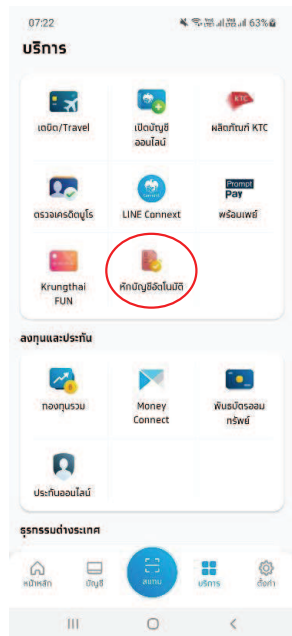 07:22
63%
บริการ
เดบิต/Travel
เปิดบัญชี
ออนไลน์
KTC
ผลิตภัณฑ์ KTC
ตรวจเครดิตบูโร
LINE Connext
Prompt
Pay
พร้อมเพย์
Krungthai
FUN
หักบัญชีอัตโนมัติ
ลงทุนและประกัน
กองทุนรวม
Money
Connect
พันธบัตรออม
ทรัพย์
ประกันออนไลน์
ธุรกรรมต่างประเทศ
หน้าหลัก
บัญชี
สแกน
บริการ
ตั้งค่า